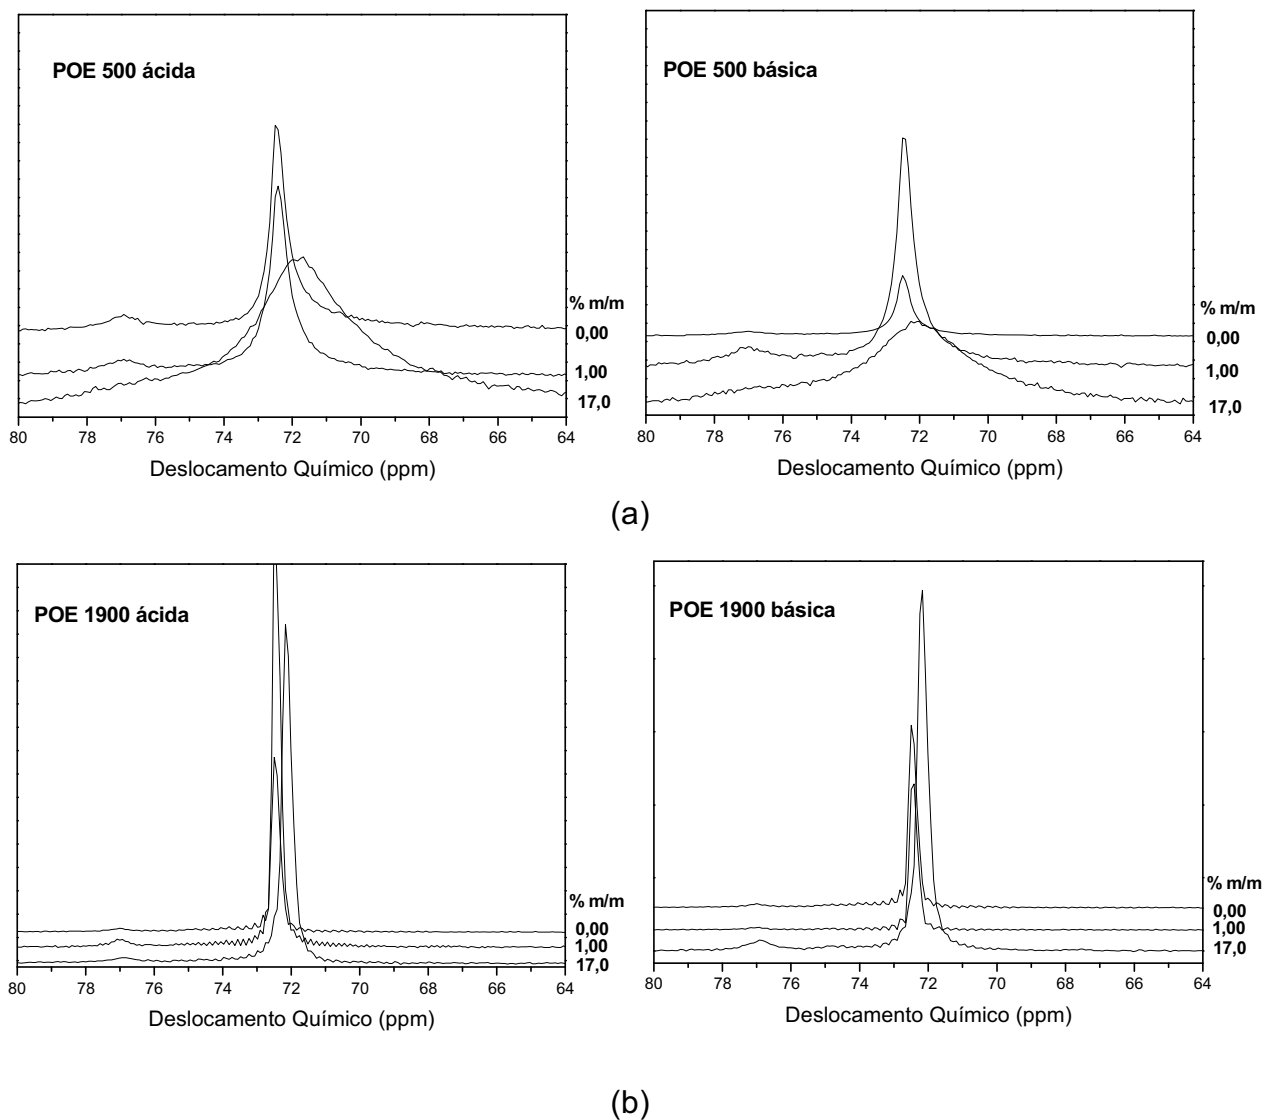 POE 500 ácida
% m/m
0,00
1,00
17,0
80 78 76 74 72 70 68 66 64
Deslocamento Químico (ppm)
POE 500 básica
% m/m
0,00
1,00
17,0
80 78 76 74 72 70 68 66 64
Deslocamento Químico (ppm)
(a)
POE 1900 ácida
% m/m
0,00
1,00
17,0
80 78 76 74 72 70 68 66 64
Deslocamento Químico (ppm)
POE 1900 básica
% m/m
0,00
1,00
17,0
80 78 76 74 72 70 68 66 64
Deslocamento Químico (ppm)
(b)